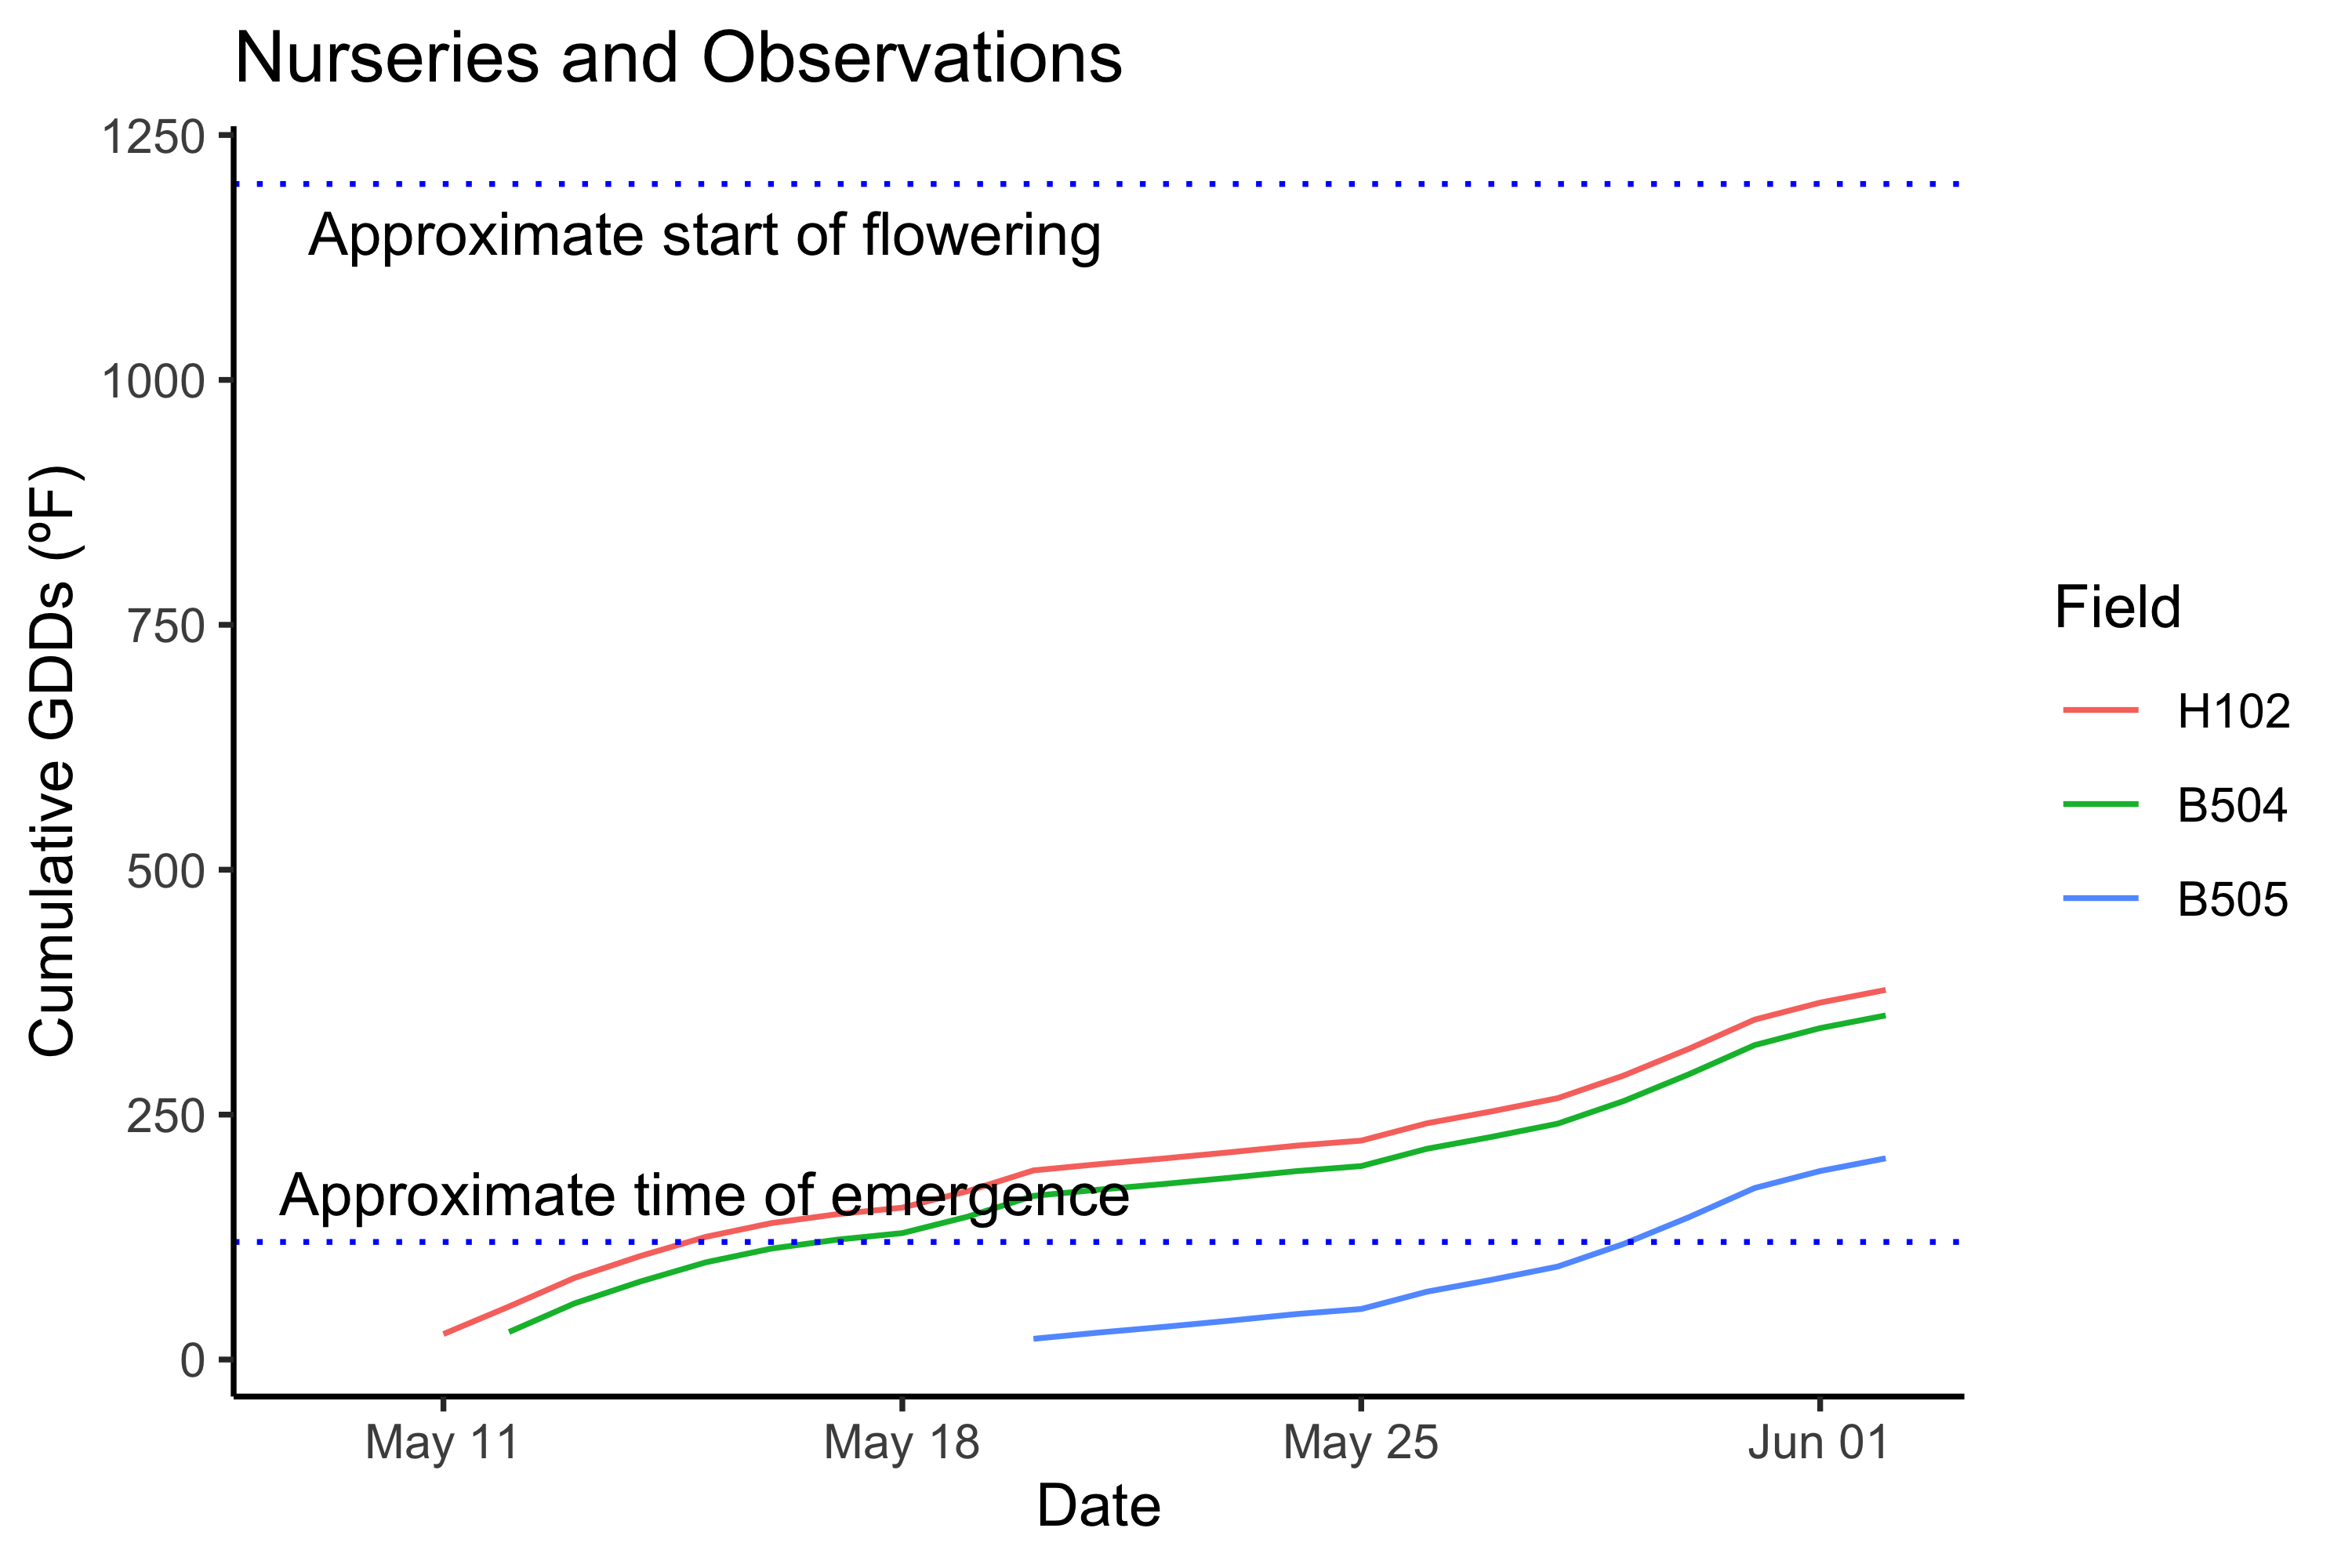 Nurseries and Observations
1250
Approximate start of flowering
1000
750
500
250
Approximate time of emergence
0
Cumulative GDDs (ºF)
May 11
May 18
May 25
Jun 01
Date
Field
H102
B504
B505